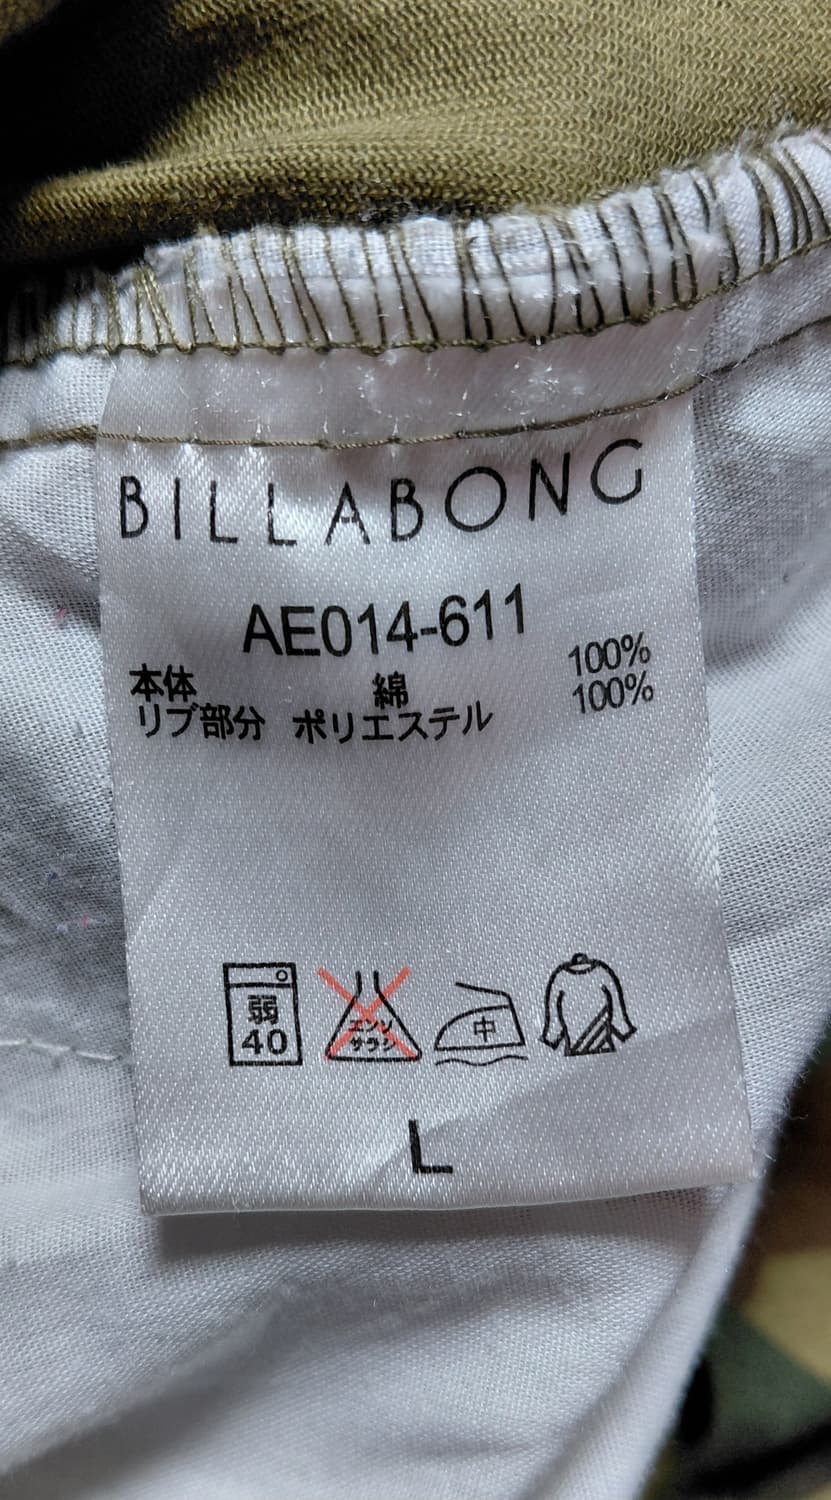 BILLABONG
AE014-611
本体 綿 100%
リブ部分 ポリエステル 100%
弱
40
エンソ
サラシ
中
L